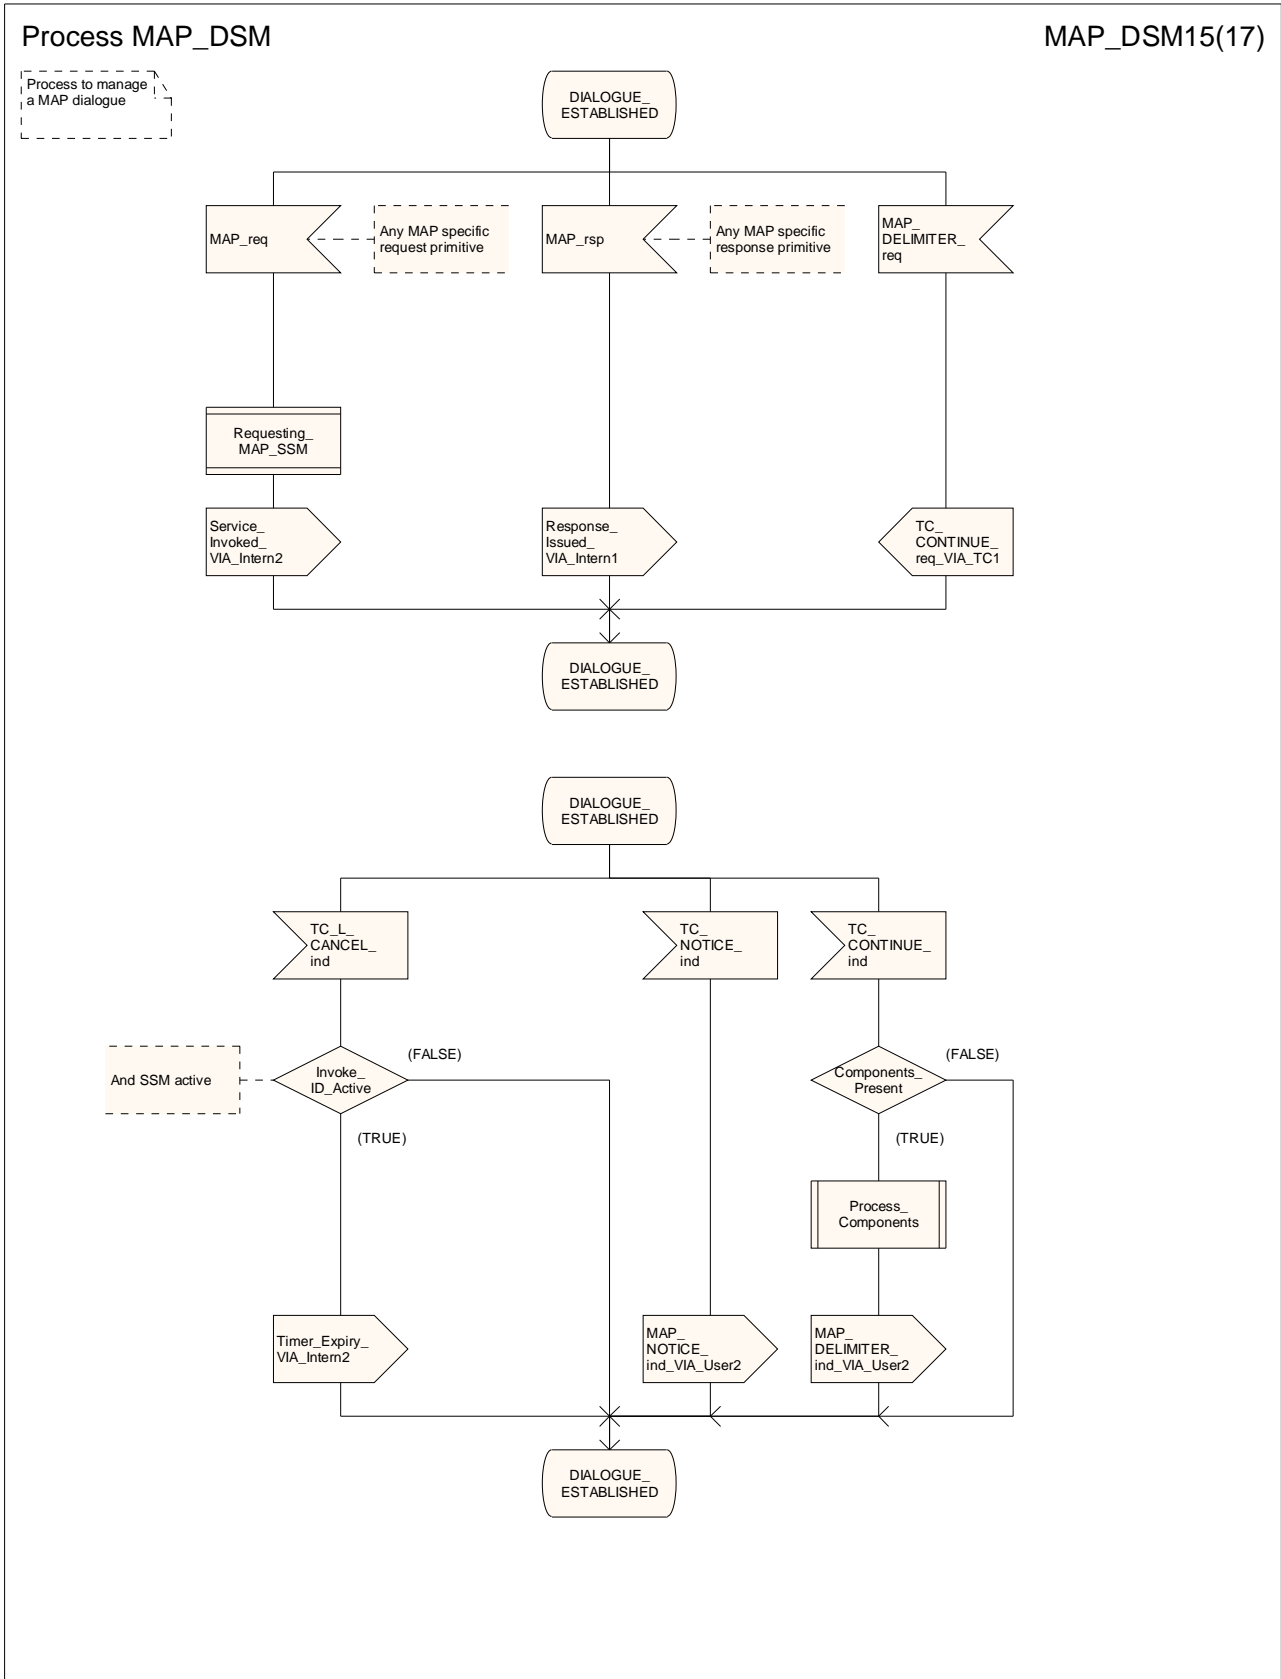 Process MAP_DSM
MAP_DSM15(17)
Process to manage
a MAP dialogue
DIALOGUE_
ESTABLISHED
MAP_req
Any MAP specific
request primitive
MAP_rsp
Any MAP specific
response primitive
MAP_
DELIMITER_
req
Requesting_
MAP_SSM
Service_
Invoked_
VIA_Intern2
Response_
Issued_
VIA_Intern1
TC_
CONTINUE_
req_VIA_TC1
DIALOGUE_
ESTABLISHED
DIALOGUE_
ESTABLISHED
TC_L_
CANCEL_
ind
TC_
NOTICE_
ind
TC_
CONTINUE_
ind
And SSM active
Invoke_
ID_Active
(FALSE)
(TRUE)
Components_
Present
(FALSE)
(TRUE)
Process_
Components
Timer_Expiry_
VIA_Intern2
MAP_
NOTICE_
ind_VIA_User2
MAP_
DELIMITER_
ind_VIA_User2
DIALOGUE_
ESTABLISHED